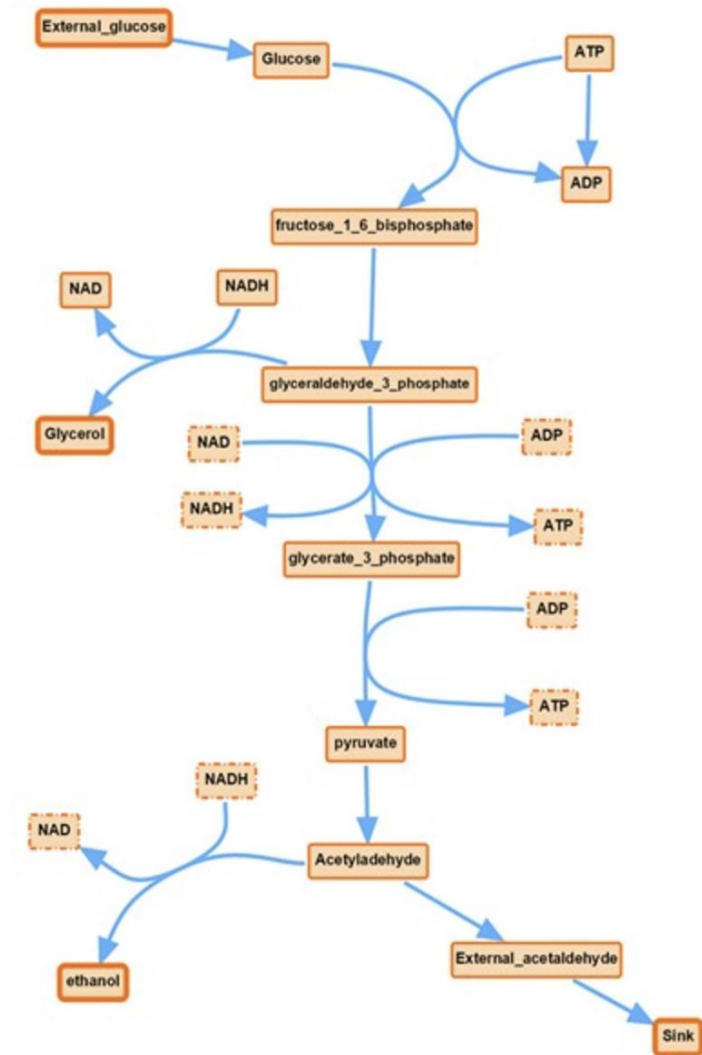 External_glucose
Glucose
ATP
ADP
fructose_1_6_bisphosphate
NAD
NADH
glyceraldehyde_3_phosphate
Glycerol
NAD
ADP
NADH
ATP
glycerate_3_phosphate
ADP
ATP
pyruvate
NADH
NAD
Acetyladehyde
External_acetaldehyde
ethanol
Sink